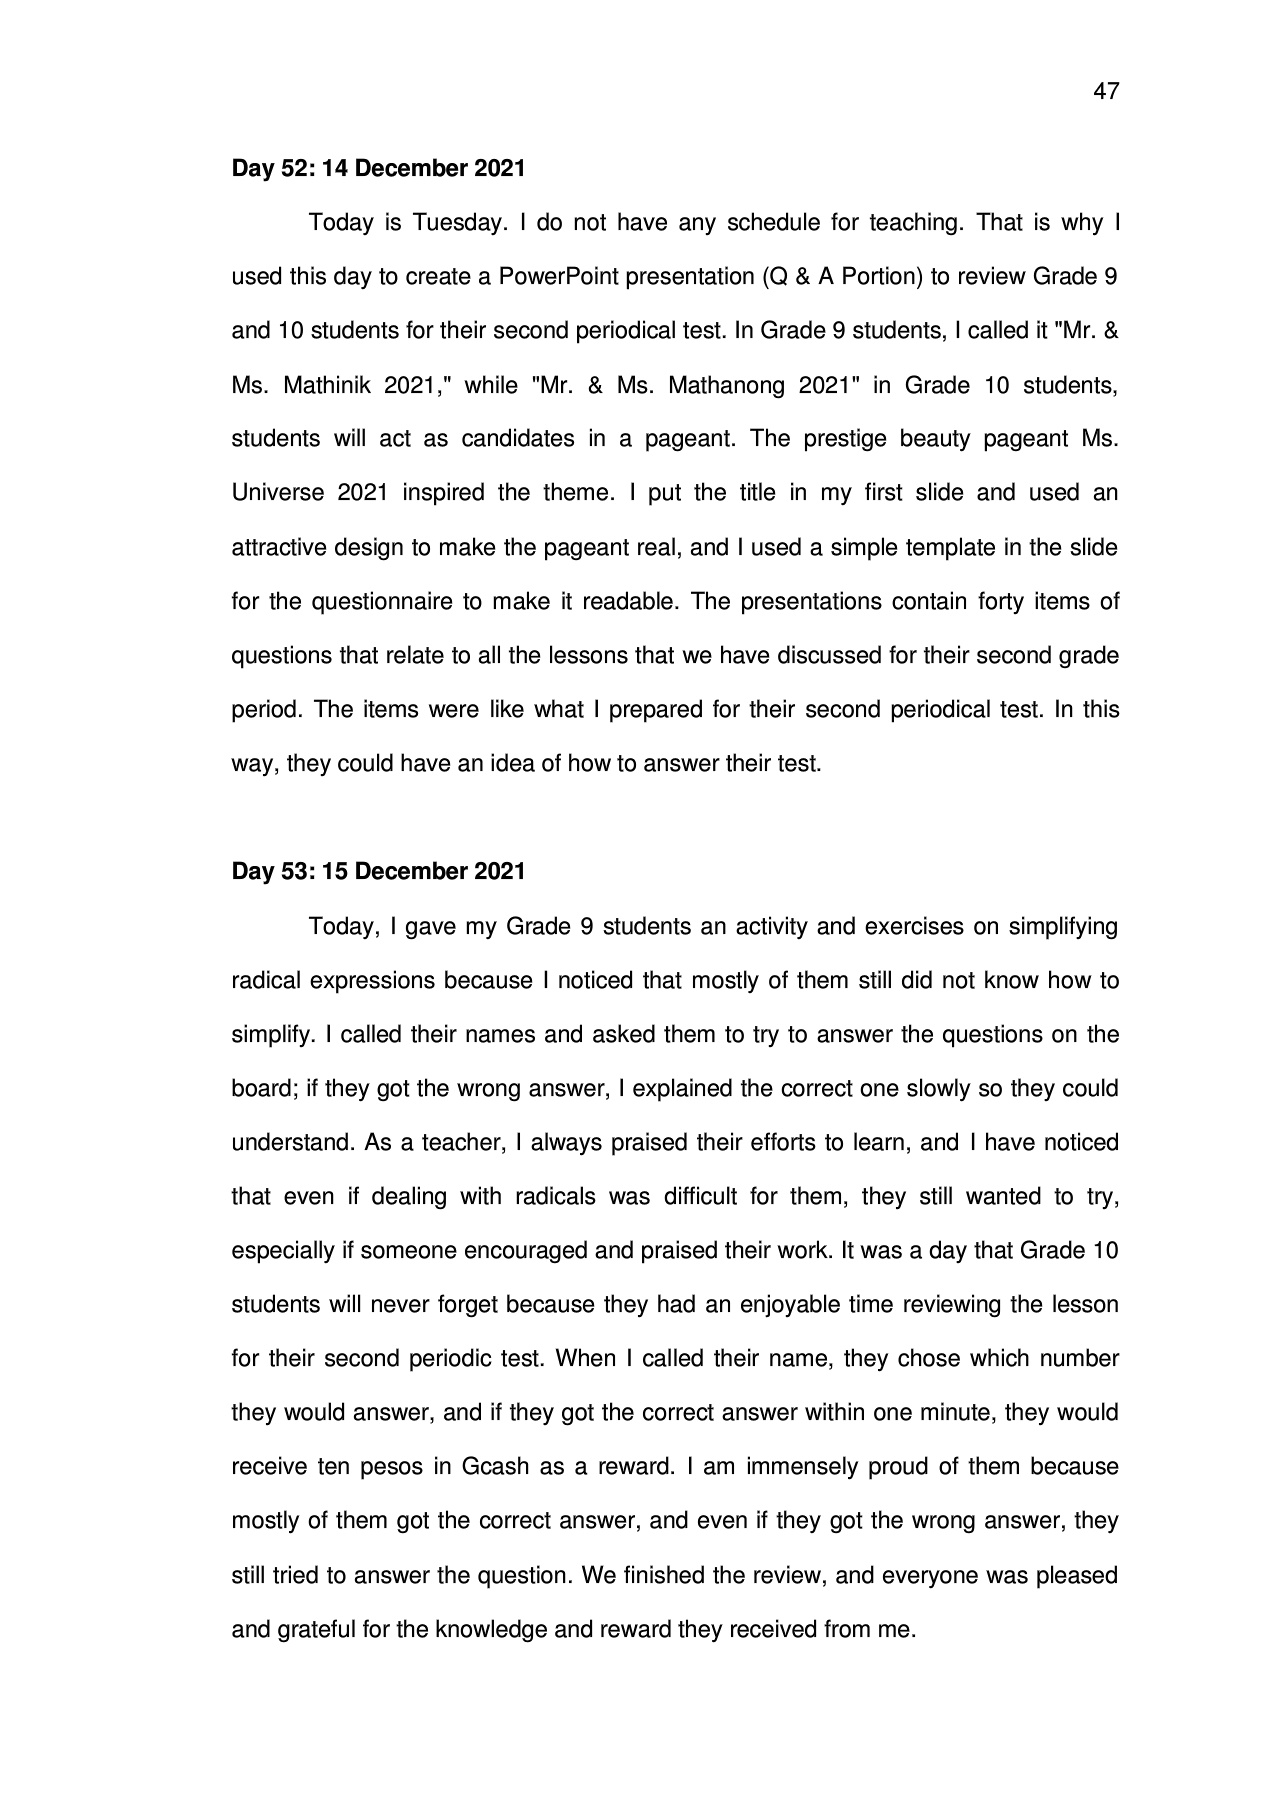 47
Day 52: 14 December 2021
Today is Tuesday. I do not have any schedule for teaching. That is why I
used this day to create a PowerPoint presentation (Q & A Portion) to review Grade 9
and 10 students for their second periodical test. In Grade 9 students, I called it "Mr. &
Ms. Mathinik 2021," while "Mr. & Ms. Mathanong 2021" in Grade 10 students,
students will act as candidates in a pageant. The prestige beauty pageant Ms.
Universe 2021 inspired the theme. I put the title in my first slide and used an
attractive design to make the pageant real, and I used a simple template in the slide
for the questionnaire to make it readable. The presentations contain forty items of
questions that relate to all the lessons that we have discussed for their second grade
period. The items were like what I prepared for their second periodical test. In this
way, they could have an idea of how to answer their test.
Day 53: 15 December 2021
Today, I gave my Grade 9 students an activity and exercises on simplifying
radical expressions because I noticed that mostly of them still did not know how to
simplify. I called their names and asked them to try to answer the questions on the
board; if they got the wrong answer, I explained the correct one slowly so they could
understand. As a teacher, I always praised their efforts to learn, and I have noticed
that even if dealing with radicals was difficult for them, they still wanted to try,
especially if someone encouraged and praised their work. It was a day that Grade 10
students will never forget because they had an enjoyable time reviewing the lesson
for their second periodic test. When I called their name, they chose which number
they would answer, and if they got the correct answer within one minute, they would
receive ten pesos in Gcash as a reward. I am immensely proud of them because
mostly of them got the correct answer, and even if they got the wrong answer, they
still tried to answer the question. We finished the review, and everyone was pleased
and grateful for the knowledge and reward they received from me.